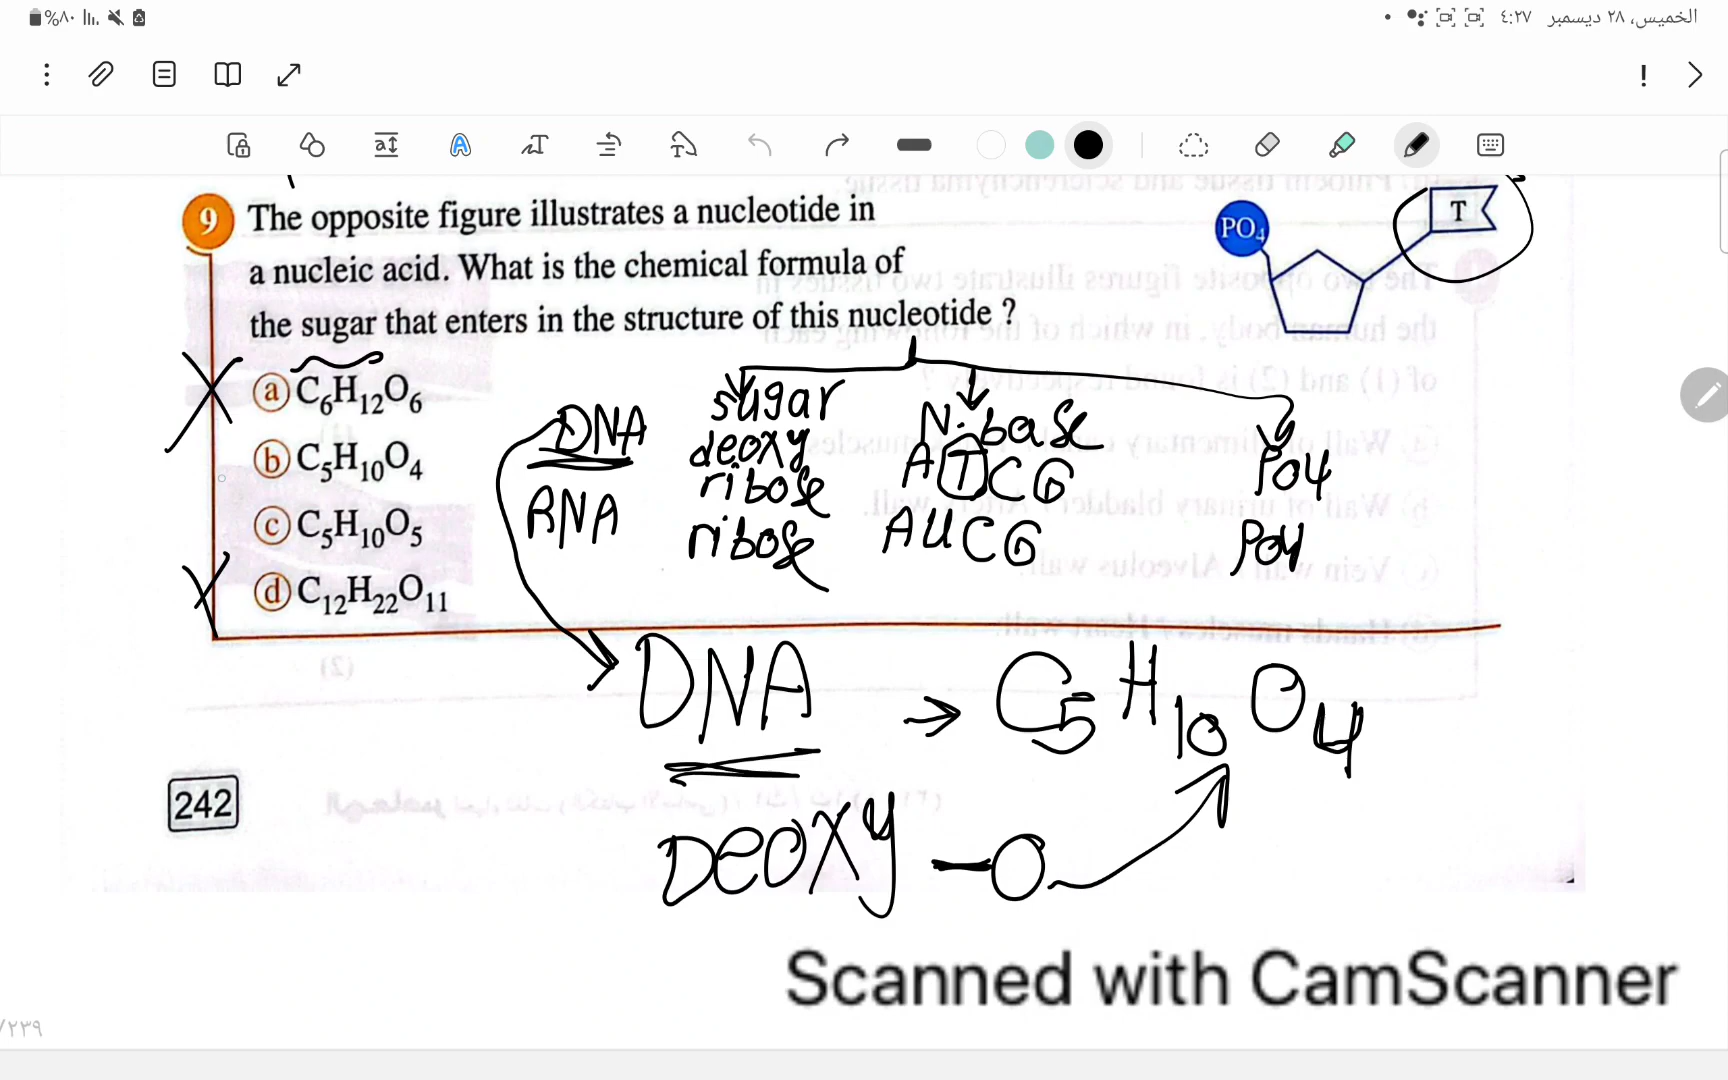 %٨٠
الخميس، ٢٨ ديسمبر ٤:٢٧
9 The opposite figure illustrates a nucleotide in
a nucleic acid. What is the chemical formula of
the sugar that enters in the structure of this nucleotide ?
PO4
T
a C6H12O6
b C5H10O4
c C5H10O5
d C12H22O11
sugar N. base PO4
DNA deoxy ribose A T C G
RNA ribose A U C G PO4
DNA → C5H10O4
DEOXY - O
242
Scanned with CamScanner
/٢٣٩